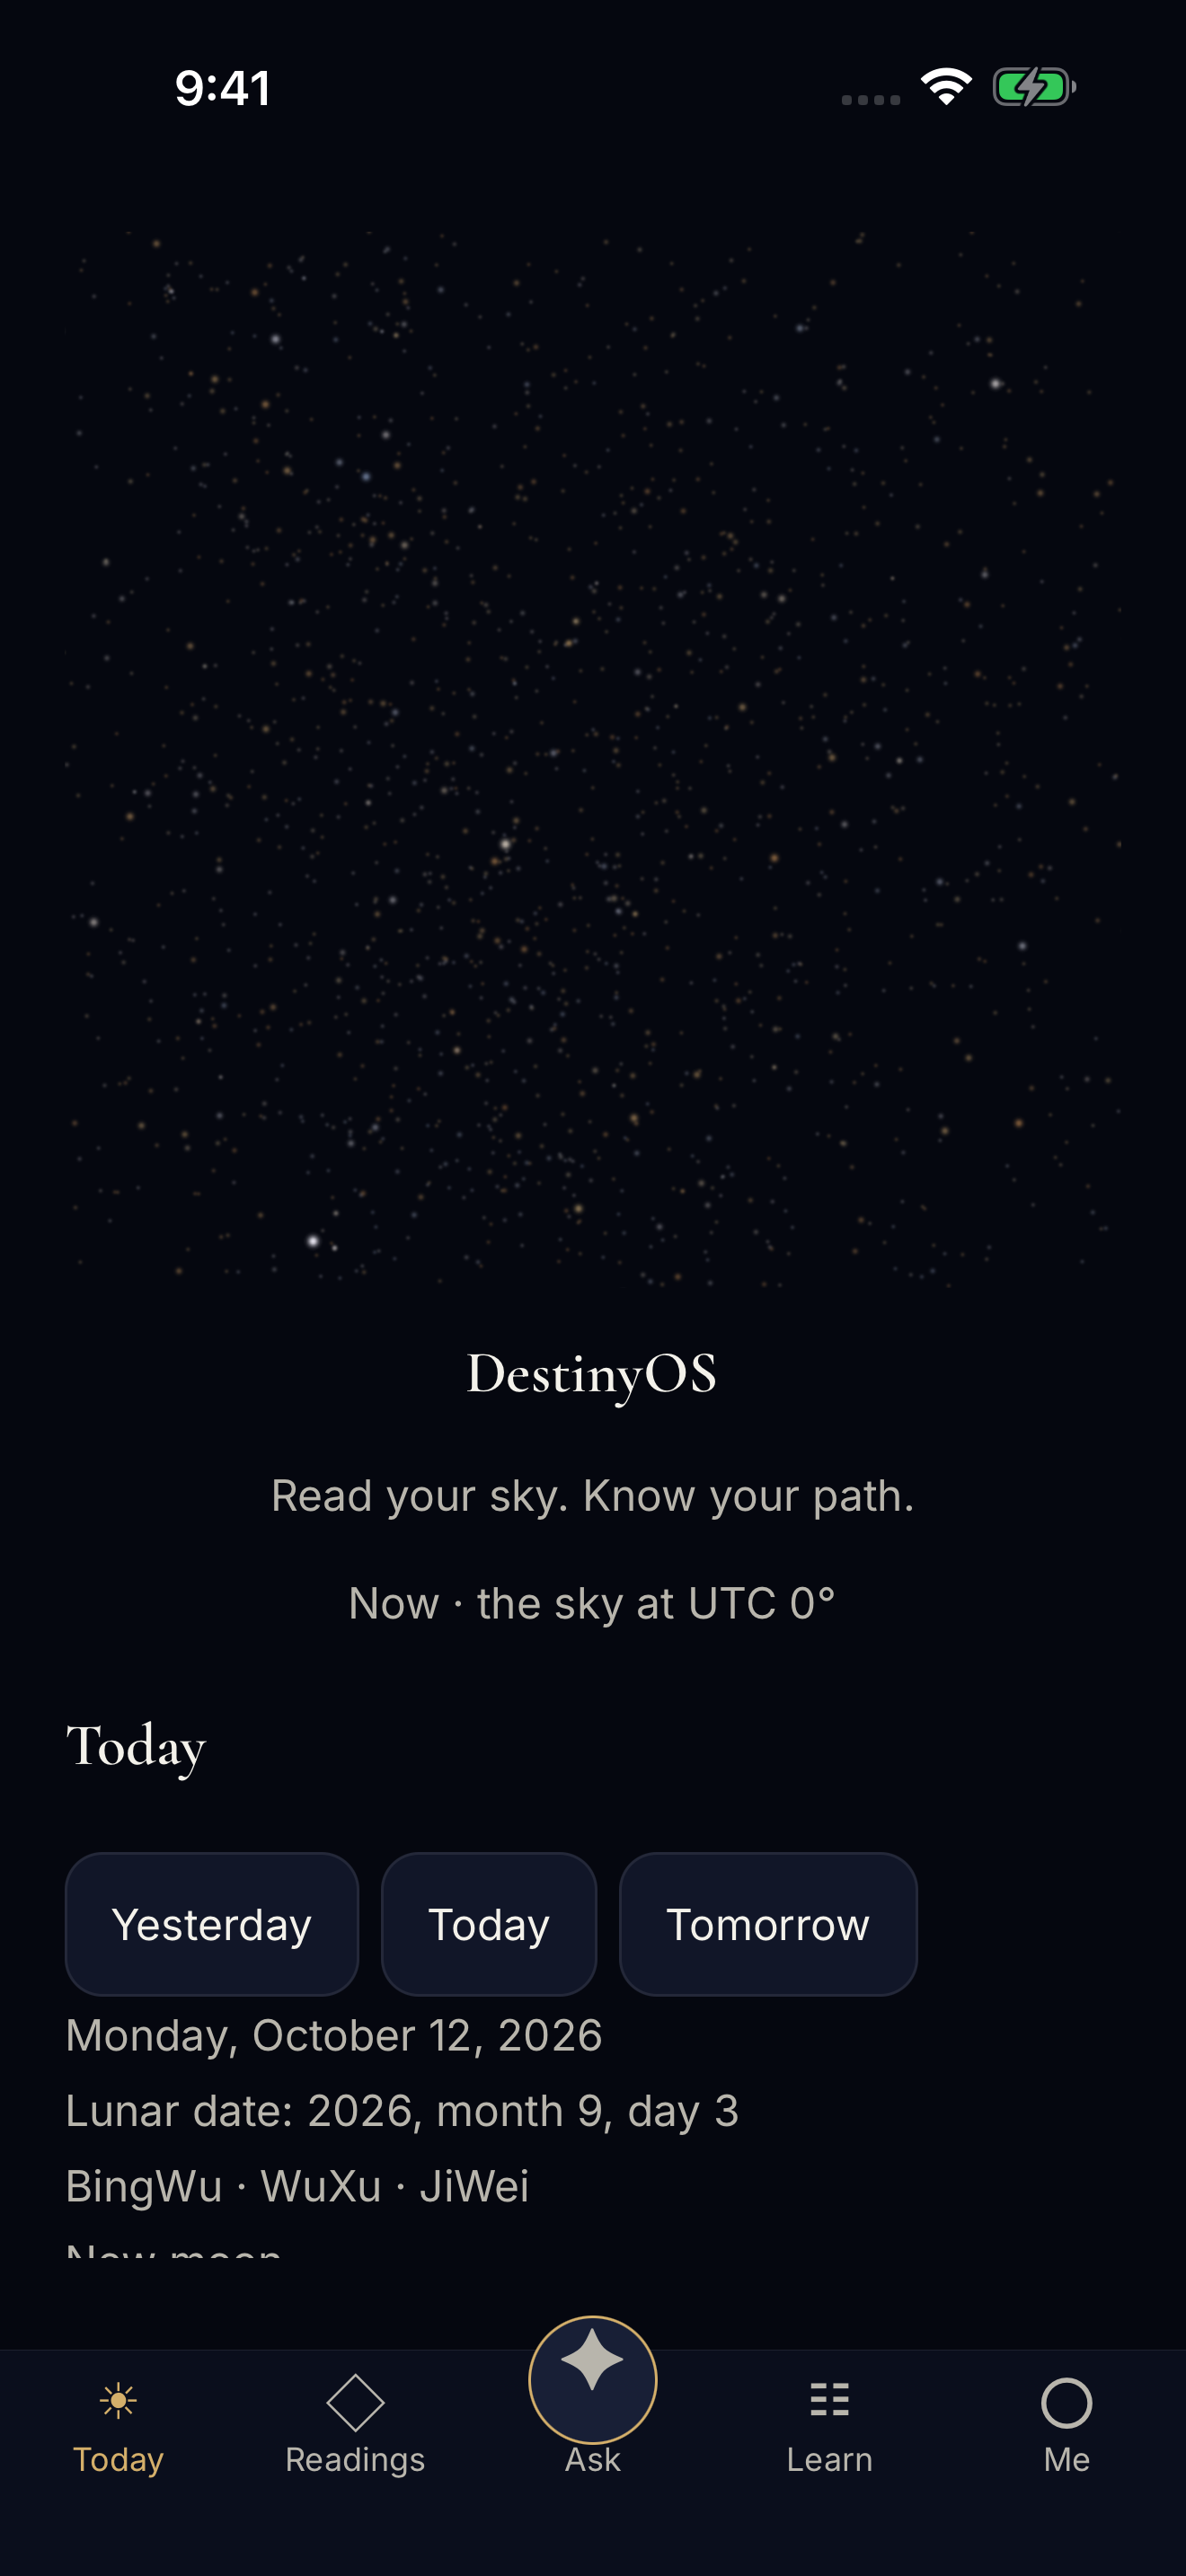 9:41
DestinyOS
Read your sky. Know your path.
Now · the sky at UTC 0°
Today
Yesterday
Today
Tomorrow
Monday, October 12, 2026
Lunar date: 2026, month 9, day 3
BingWu · WuXu · JiWei
New moon
Today
Readings
Ask
Learn
Me